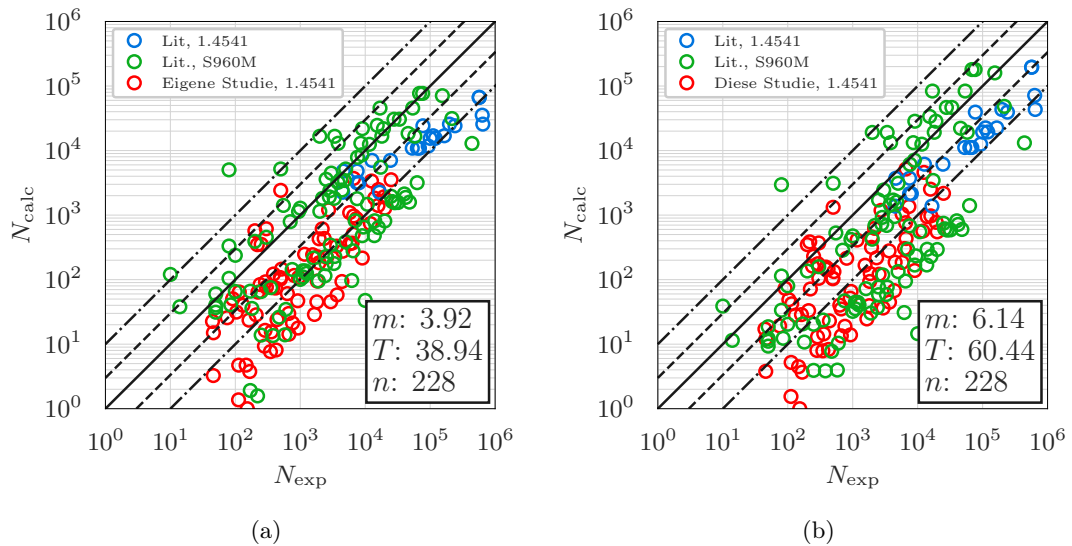 10^6
10^5
10^4
10^3
10^2
10^1
10^0
N_calc
Lit, 1.4541
Lit., S960M
Eigene Studie, 1.4541
m: 3.92
T: 38.94
n: 228
10^0 10^1 10^2 10^3 10^4 10^5 10^6
N_exp
(a)
10^6
10^5
10^4
10^3
10^2
10^1
10^0
N_calc
Lit, 1.4541
Lit., S960M
Diese Studie, 1.4541
m: 6.14
T: 60.44
n: 228
10^0 10^1 10^2 10^3 10^4 10^5 10^6
N_exp
(b)